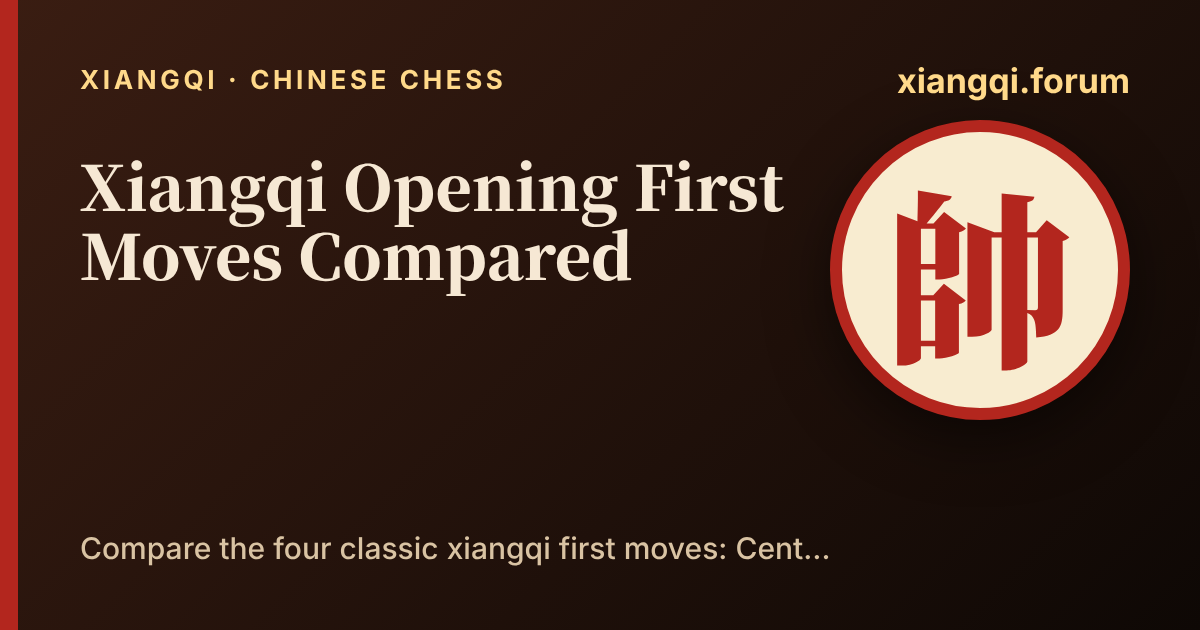 XIANGQI · CHINESE CHESS
xiangqi.forum
Xiangqi Opening First
Moves Compared
帥
Compare the four classic xiangqi first moves: Cent...